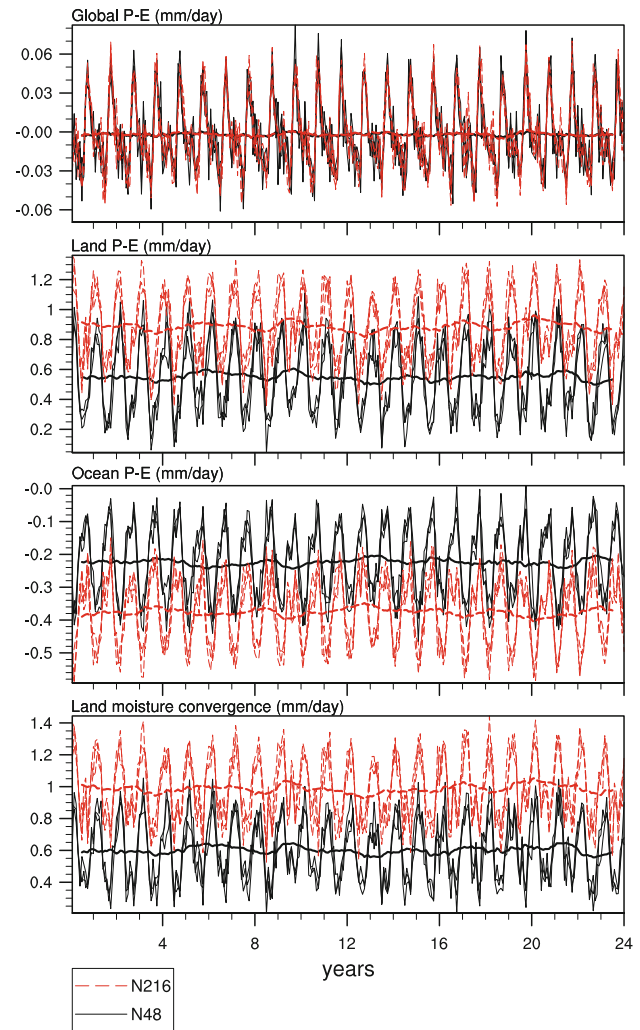 Global P-E (mm/day)
0.06
0.03
-0.00
-0.03
-0.06
Land P-E (mm/day)
1.2
1
0.8
0.6
0.4
0.2
Ocean P-E (mm/day)
-0.0
-0.1
-0.2
-0.3
-0.4
-0.5
Land moisture convergence (mm/day)
1.4
1.2
1
0.8
0.6
0.4
4 8 12 16 20 24
years
N216
N48